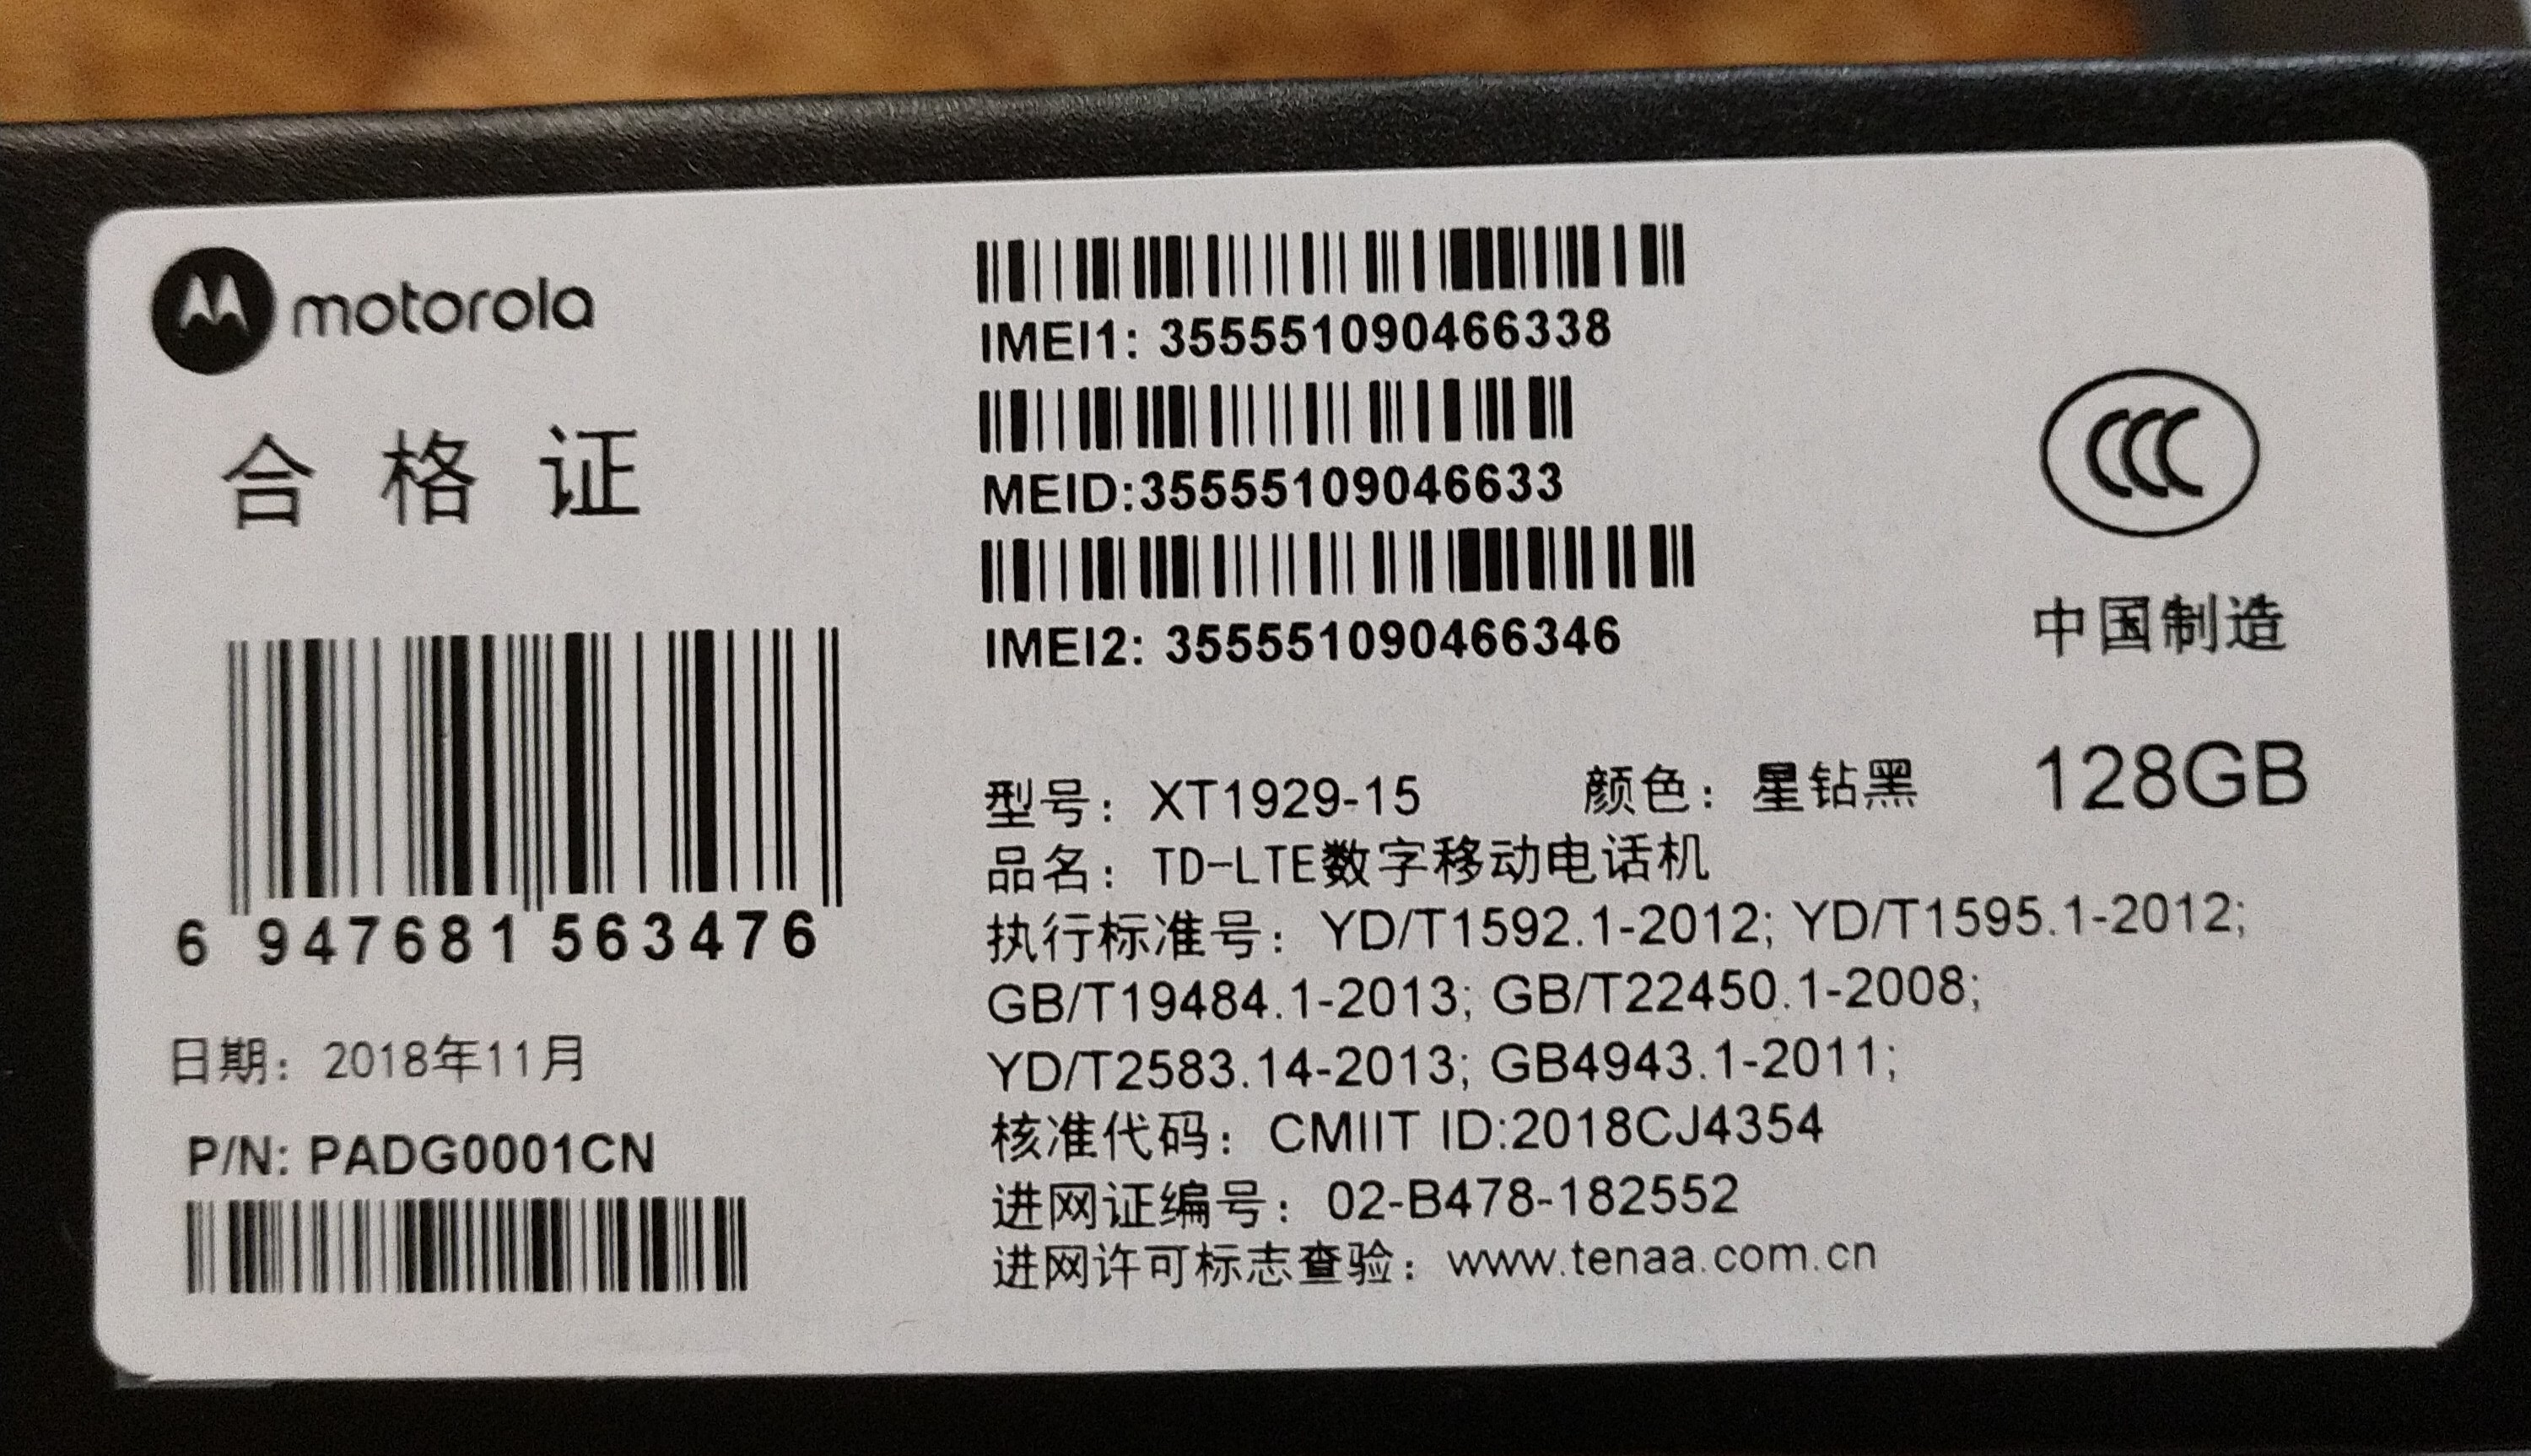 motorola
合格证
6 947681 563476
日期：2018年11月
P/N: PADG0001CN
IMEI1: 355551090466338
MEID:35555109046633
IMEI2: 355551090466346
型号：XT1929-15 颜色：星钻黑 128GB
品名：TD-LTE数字移动电话机
执行标准号：YD/T1592.1-2012; YD/T1595.1-2012;
GB/T19484.1-2013; GB/T22450.1-2008;
YD/T2583.14-2013; GB4943.1-2011;
核准代码：CMIIT ID:2018CJ4354
进网证编号：02-B478-182552
进网许可标志查验：www.tenaa.com.cn
CCC
中国制造